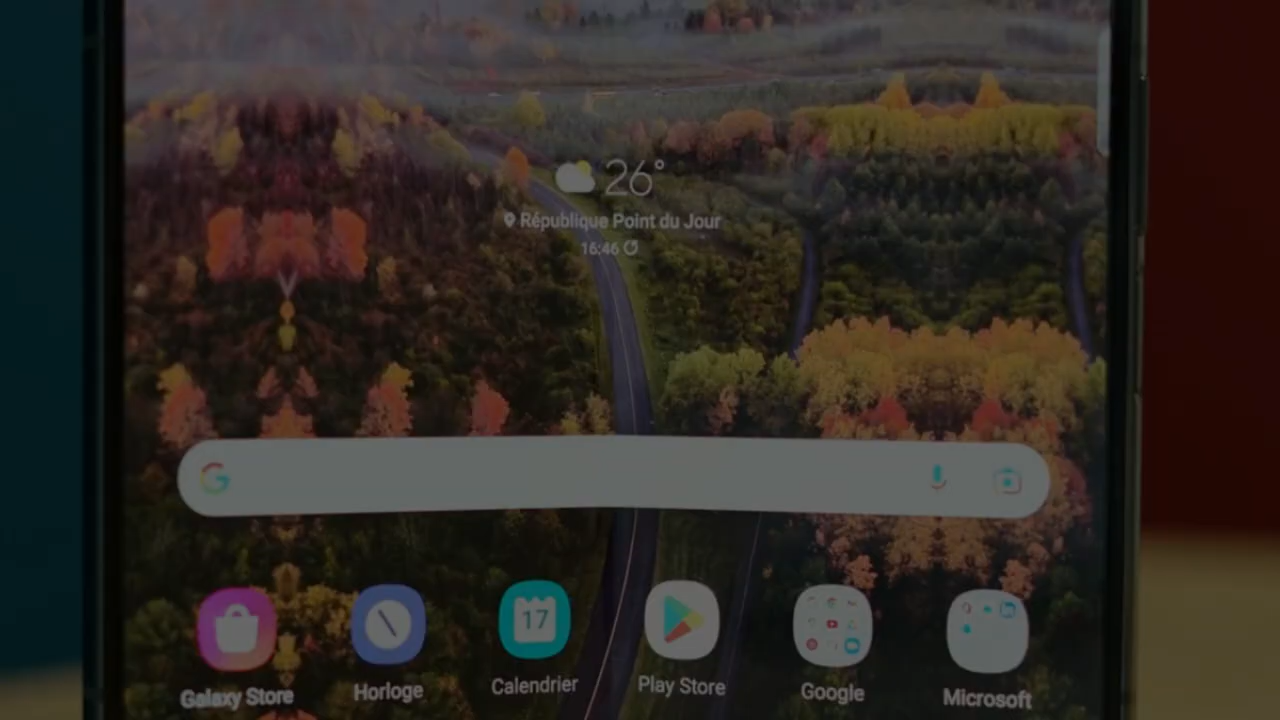 26°
République Point du Jour
16:46
G
17
Galaxy Store
Horloge
Calendrier
Play Store
Google
Microsoft